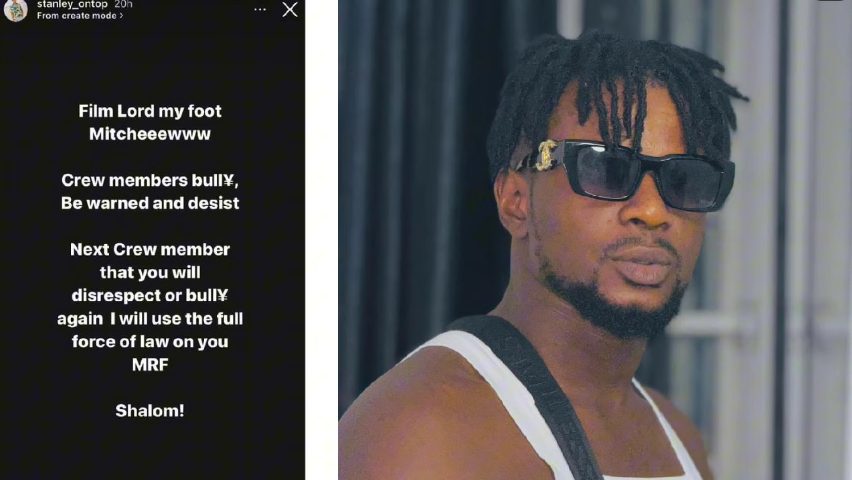 stanley_ontop 20h
From create mode >
Film Lord my foot
Mitcheeewww
Crew members bull¥,
Be warned and desist
Next Crew member
that you will
disrespect or bull¥
again I will use the full
force of law on you
MRF
Shalom!